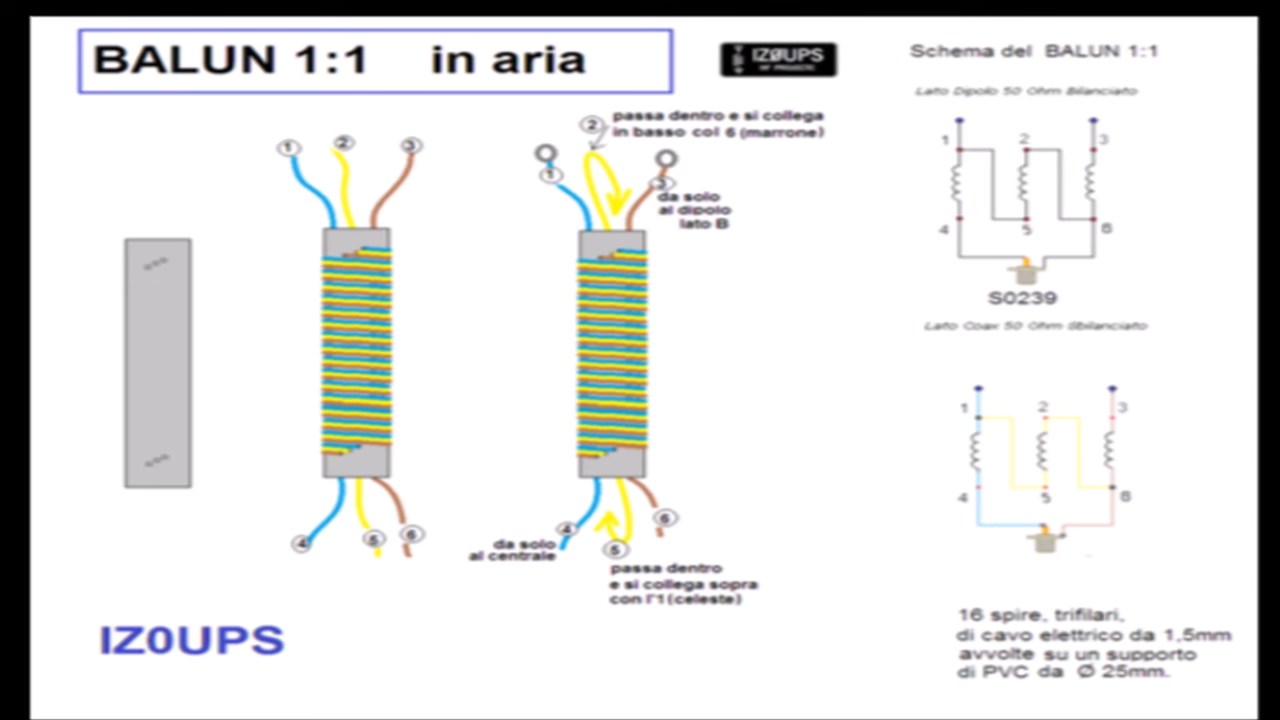 BALUN 1:1 in aria
IZØUPS
HF PROJECTS
Schema del BALUN 1:1
Lato Dipolo 50 Ohm Bilanciato
1 2 3
4 5 6
S0239
Lato Coax 50 Ohm Sbilanciato
1 2 3
4 5 6
1 2 3
4 5 6
2
passa dentro e si collega
in basso col 6 (marrone)
1
3
da solo
al dipolo
lato B
4
da solo
al centrale
5
6
passa dentro
e si collega sopra
con l'1 (celeste)
IZ0UPS
16 spire, trifilari,
di cavo elettrico da 1,5mm
avvolte su un supporto
di PVC da Ø 25mm.